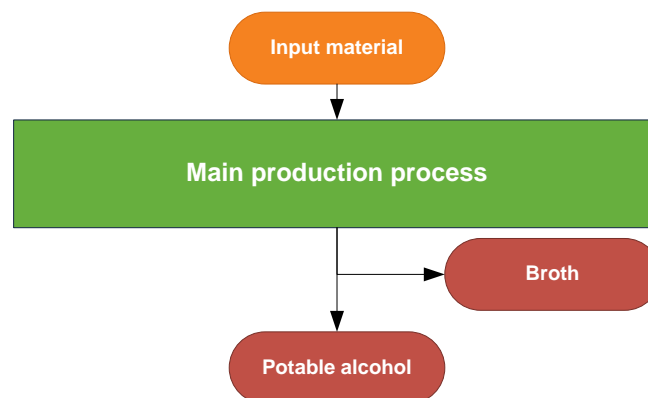 Input material
Main production process
Broth
Potable alcohol